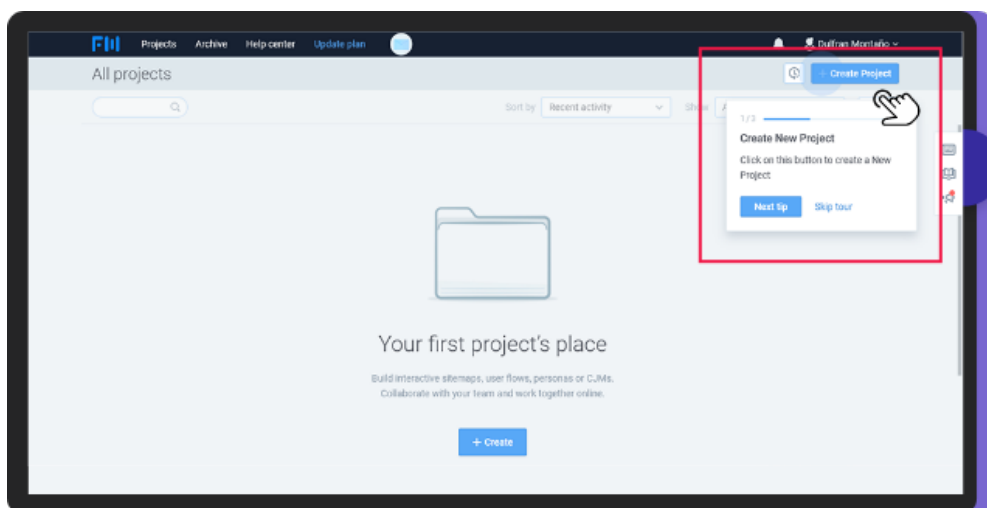 Projects Archive Help center Update plan Dulfran Montaño
All projects
+ Create Project
Sort by Recent activity Show
1/3
Create New Project
Click on this button to create a New
Project
Next tip Skip tour
Your first project's place
Build interactive sitemaps, user flows, personas or CJMs.
Collaborate with your team and work together online.
+ Create